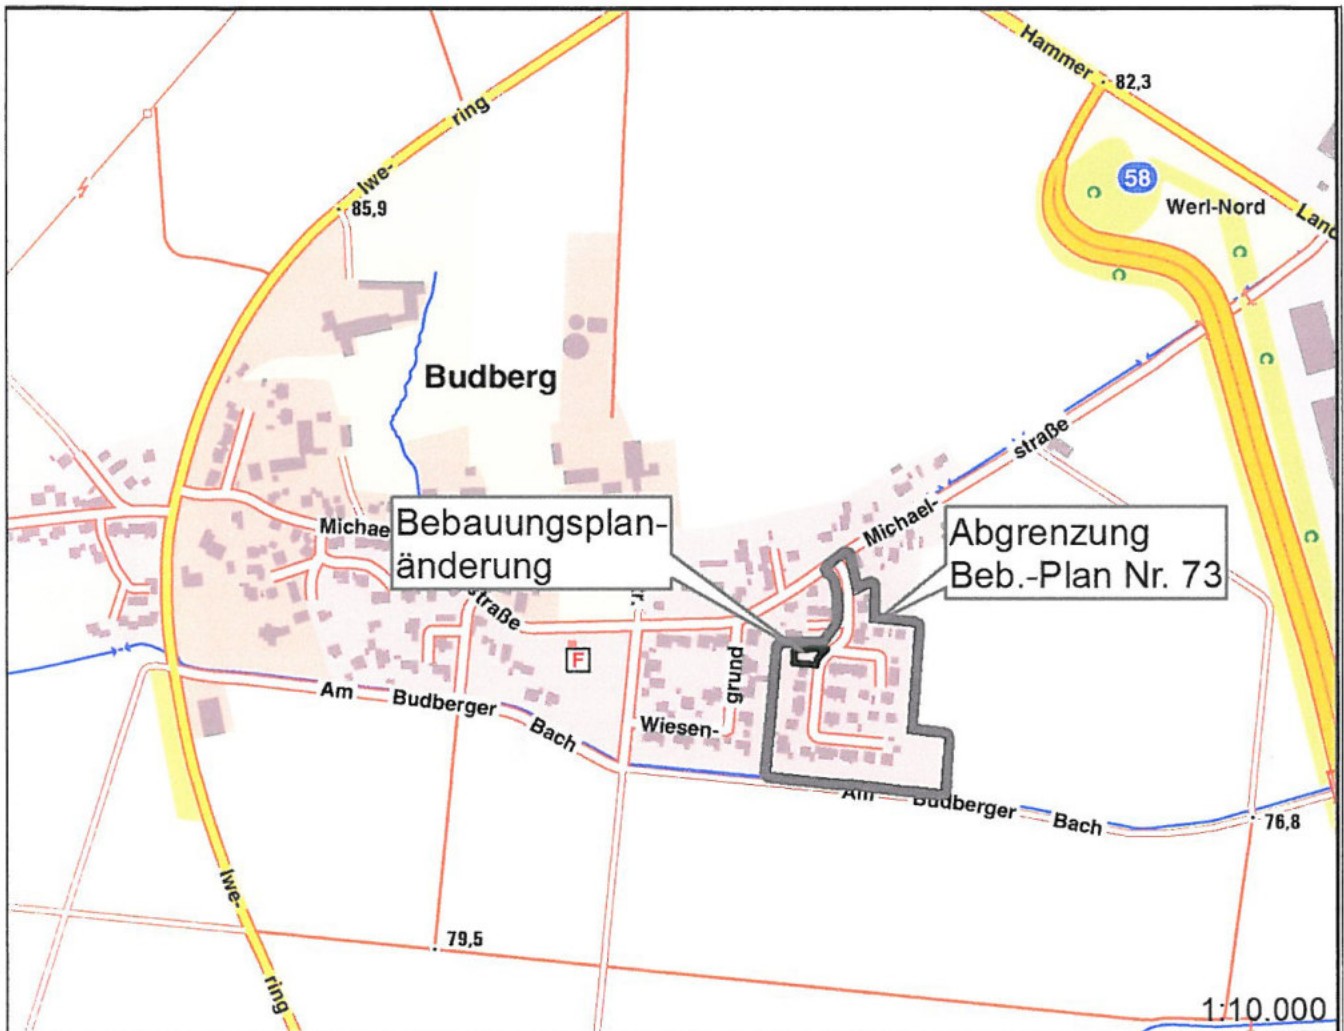 Hammer
82,3
ring
Iwe-
85,9
58
Werl-Nord
Land
Budberg
straße
Michael-
Michae
Bebauungsplan-
änderung
Abgrenzung
Beb.-Plan Nr. 73
straße
r.
F
grund
Am Budberger Bach
Wiesen-
Am Budberger Bach
76,8
Iwe-
ring
79,5
1:10.000